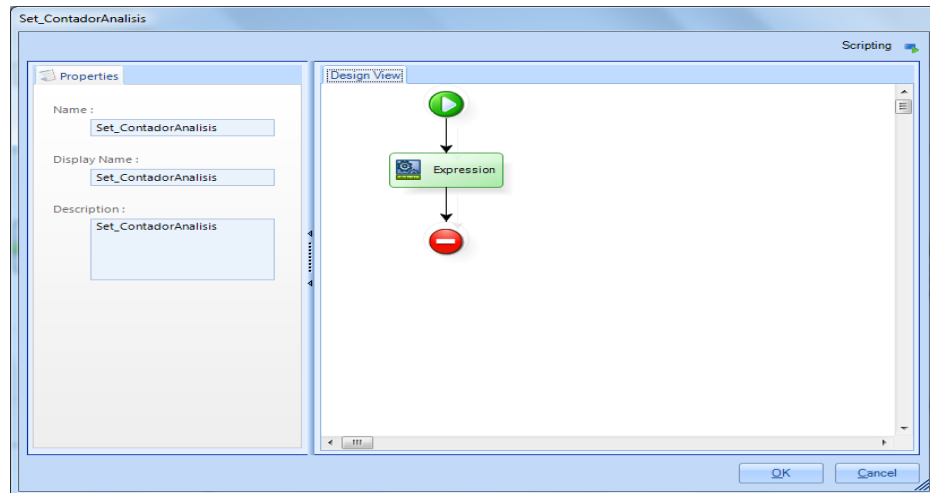 Set_ContadorAnalisis
Scripting
Properties
Name :
Set_ContadorAnalisis
Display Name :
Set_ContadorAnalisis
Description :
Set_ContadorAnalisis
Design View
Expression
OK
Cancel